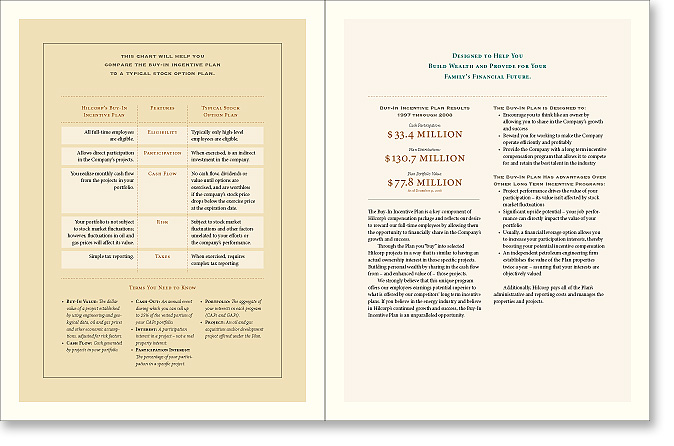 THIS CHART WILL HELP YOU
COMPARE THE BUY-IN INCENTIVE PLAN
TO A TYPICAL STOCK OPTION PLAN.
HILCORP'S BUY-IN
INCENTIVE PLAN
FEATURES
TYPICAL STOCK
OPTION PLAN
All full-time employees
are eligible.
ELIGIBILITY
Typically only high-level
employees are eligible.
Allows direct participation
in the Company's projects.
PARTICIPATION
When exercised, is an indirect
investment in the company.
You realize monthly cash flow
from the projects in your
portfolio.
CASH FLOW
No cash flow, dividends or
value until options are
exercised, and are worthless
if the company's stock price
drops below the exercise price
at the expiration date.
Your portfolio is not subject
to stock market fluctuations;
however, fluctuations in oil and
gas prices will affect its value.
RISK
Subject to stock market
fluctuations and other factors
unrelated to your efforts or
the company's performance.
Simple tax reporting.
TAXES
When exercised, requires
complex tax reporting.
TERMS YOU NEED TO KNOW
• BUY-IN VALUE: The dollar
value of a project established
by using engineering and geo-
logical data, oil and gas prices
and other economic assump-
tions, adjusted for risk factors.
• CASH FLOW: Cash generated
by projects in your portfolio.
• CASH-OUT: An annual event
during which you can sell up
to 25% of the vested portion of
your CAP1 portfolio.
• INTEREST: A participation
interest in a project – not a real
property interest.
• PARTICIPATION INTEREST:
The percentage of your partici-
pation in a specific project.
• PORTFOLIO: The aggregate of
your interests in each program
(CAP1 and GAP1).
• PROJECT: An oil and gas
acquisition and/or development
project offered under the Plan.
DESIGNED TO HELP YOU
BUILD WEALTH AND PROVIDE FOR YOUR
FAMILY'S FINANCIAL FUTURE.
BUY-IN INCENTIVE PLAN RESULTS
1997 THROUGH 2008
Cash Participation:
$33.4 MILLION
Plan Distributions:
$130.7 MILLION
Plan Portfolio Value:
$77.8 MILLION
The Buy-In Incentive Plan is a key component of
Hilcorp's compensation package and reflects our desire
to reward our full-time employees by allowing them
the opportunity to financially share in the Company's
growth and success.
Through the Plan you "buy" into selected
Hilcorp projects in a way that is similar to having an
actual ownership interest in those specific projects.
Building personal wealth by sharing in the cash flow
from – and enhanced value of – those projects.
We strongly believe that this unique program
offers our employees earnings potential superior to
what is offered by our competitors' long term incentive
plans. If you believe in the energy industry and believe
in Hilcorp's continued growth and success, the Buy-In
Incentive Plan is an unparalleled opportunity.
THE BUY-IN PLAN IS DESIGNED TO:
• Encourage you to think like an owner by
allowing you to share in the Company's growth
and success
• Reward you for working to make the Company
operate efficiently and profitably
• Provide the Company with a long term incentive
compensation program that allows it to compete
for and retain the best talent in the industry
THE BUY-IN PLAN HAS ADVANTAGES OVER
OTHER LONG TERM INCENTIVE PROGRAMS:
• Project performance drives the value of your
participation – its value isn't affected by stock
market fluctuations
• Significant upside potential – your job perfor-
mance can directly impact the value of your
portfolio
• Usually, a financial leverage option allows you
to increase your participation interests, thereby
boosting your potential incentive compensation
• An independent petroleum engineering firm
establishes the value of the Plan properties
twice a year – assuring that your interests are
objectively valued
Additionally, Hilcorp pays all of the Plan's
administrative and reporting costs and manages the
properties and projects.